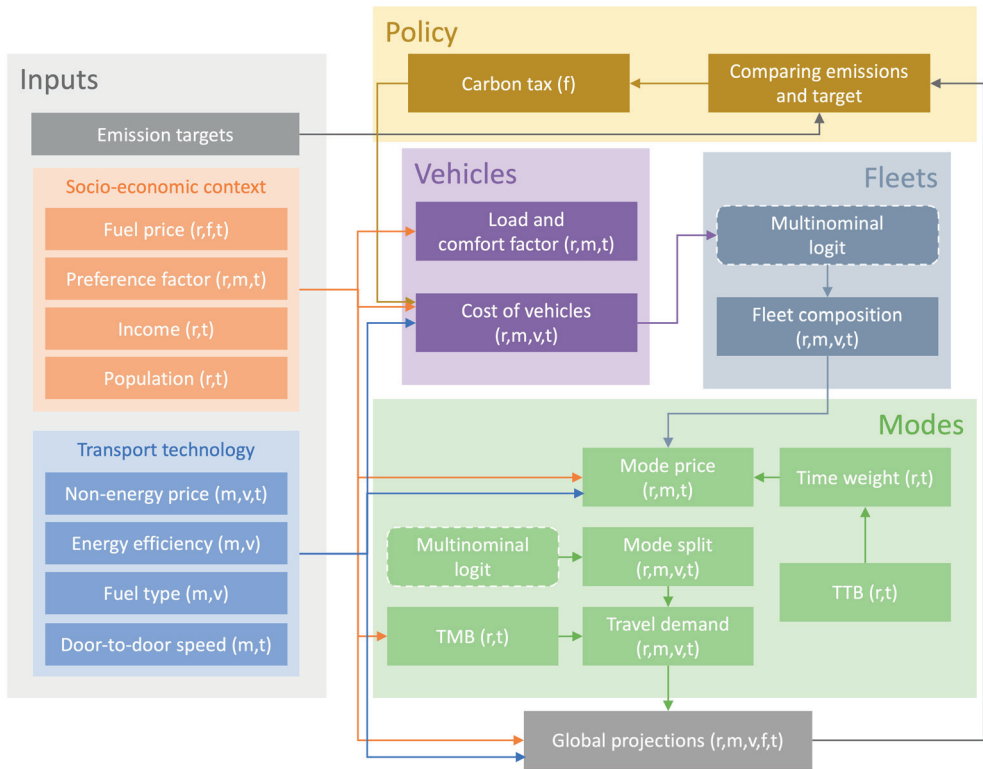 Policy
Inputs
Carbon tax (f)
Comparing emissions
and target
Emission targets
Socio-economic context
Fuel price (r,f,t)
Preference factor (r,m,t)
Income (r,t)
Population (r,t)
Vehicles
Load and
comfort factor (r,m,t)
Cost of vehicles
(r,m,v,t)
Fleets
Multinominal
logit
Fleet composition
(r,m,v,t)
Transport technology
Non-energy price (m,v,t)
Energy efficiency (m,v)
Fuel type (m,v)
Door-to-door speed (m,t)
Modes
Mode price
(r,m,t)
Time weight (r,t)
Multinominal
logit
Mode split
(r,m,v,t)
TTB (r,t)
TMB (r,t)
Travel demand
(r,m,v,t)
Global projections (r,m,v,f,t)